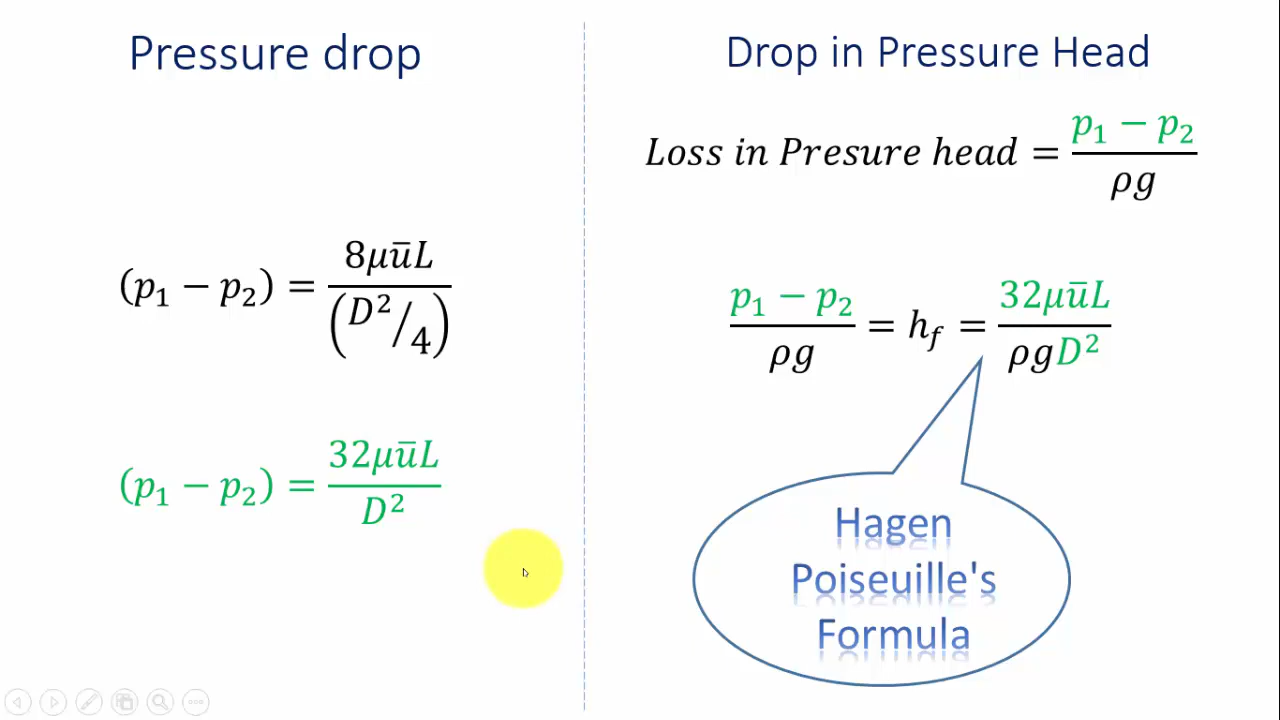 Pressure drop
(p₁ − p₂) = 8μūL / (D²/4)
(p₁ − p₂) = 32μūL / D²
Drop in Pressure Head
Loss in Presure head = (p₁ − p₂) / ρg
(p₁ − p₂) / ρg = h_f = 32μūL / ρgD²
Hagen
Poiseuille's
Formula